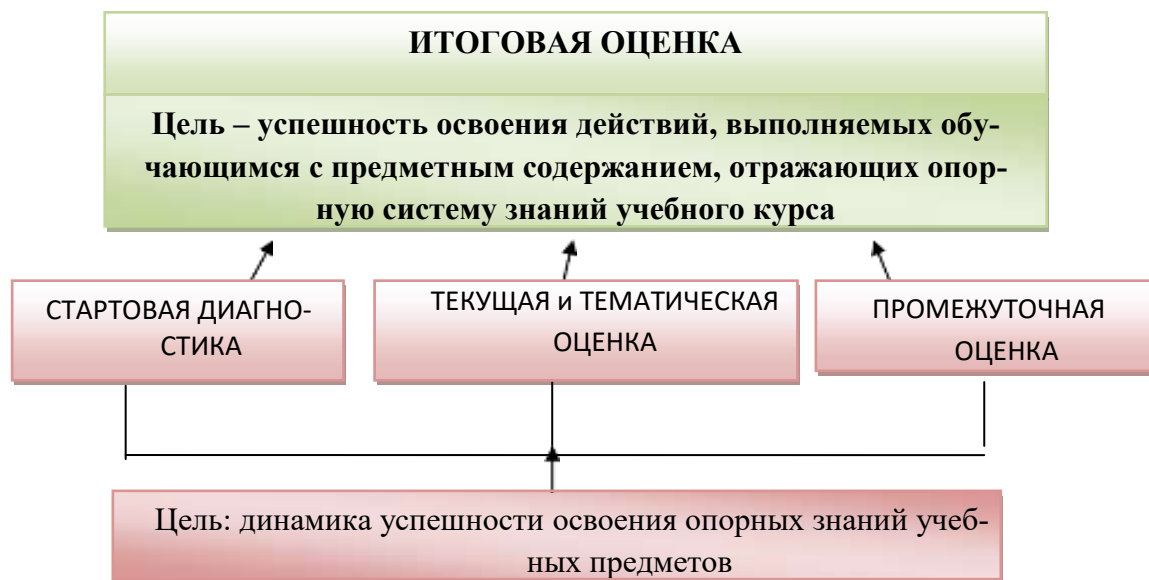 ИТОГОВАЯ ОЦЕНКА
Цель – успешность освоения действий, выполняемых обу-
чающимся с предметным содержанием, отражающих опор-
ную систему знаний учебного курса
СТАРТОВАЯ ДИАГНО-
СТИКА
ТЕКУЩАЯ и ТЕМАТИЧЕСКАЯ
ОЦЕНКА
ПРОМЕЖУТОЧНАЯ
ОЦЕНКА
Цель: динамика успешности освоения опорных знаний учеб-
ных предметов